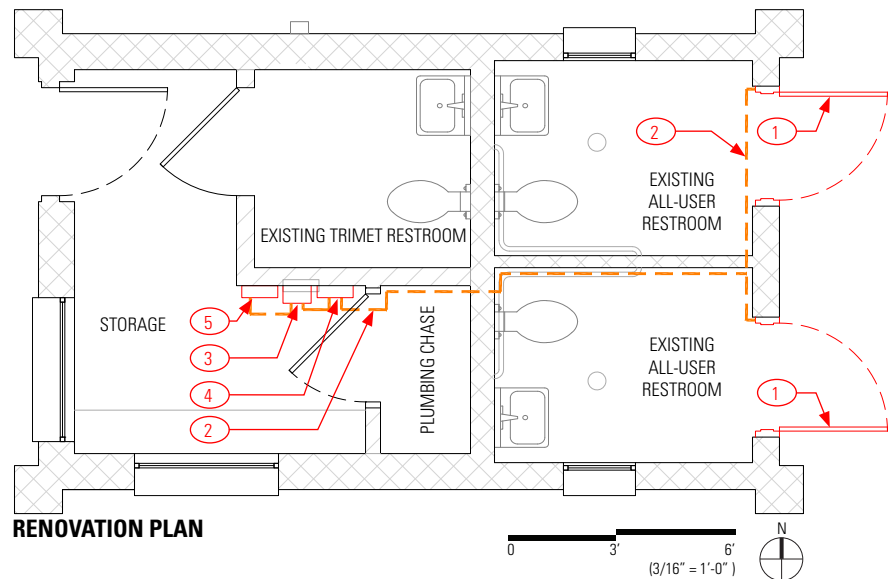 2
1
EXISTING
ALL-USER
RESTROOM
EXISTING TRIMET RESTROOM
STORAGE
5
3
4
2
PLUMBING CHASE
EXISTING
ALL-USER
RESTROOM
1
RENOVATION PLAN
0 3' 6'
(3/16" = 1'-0" )
N